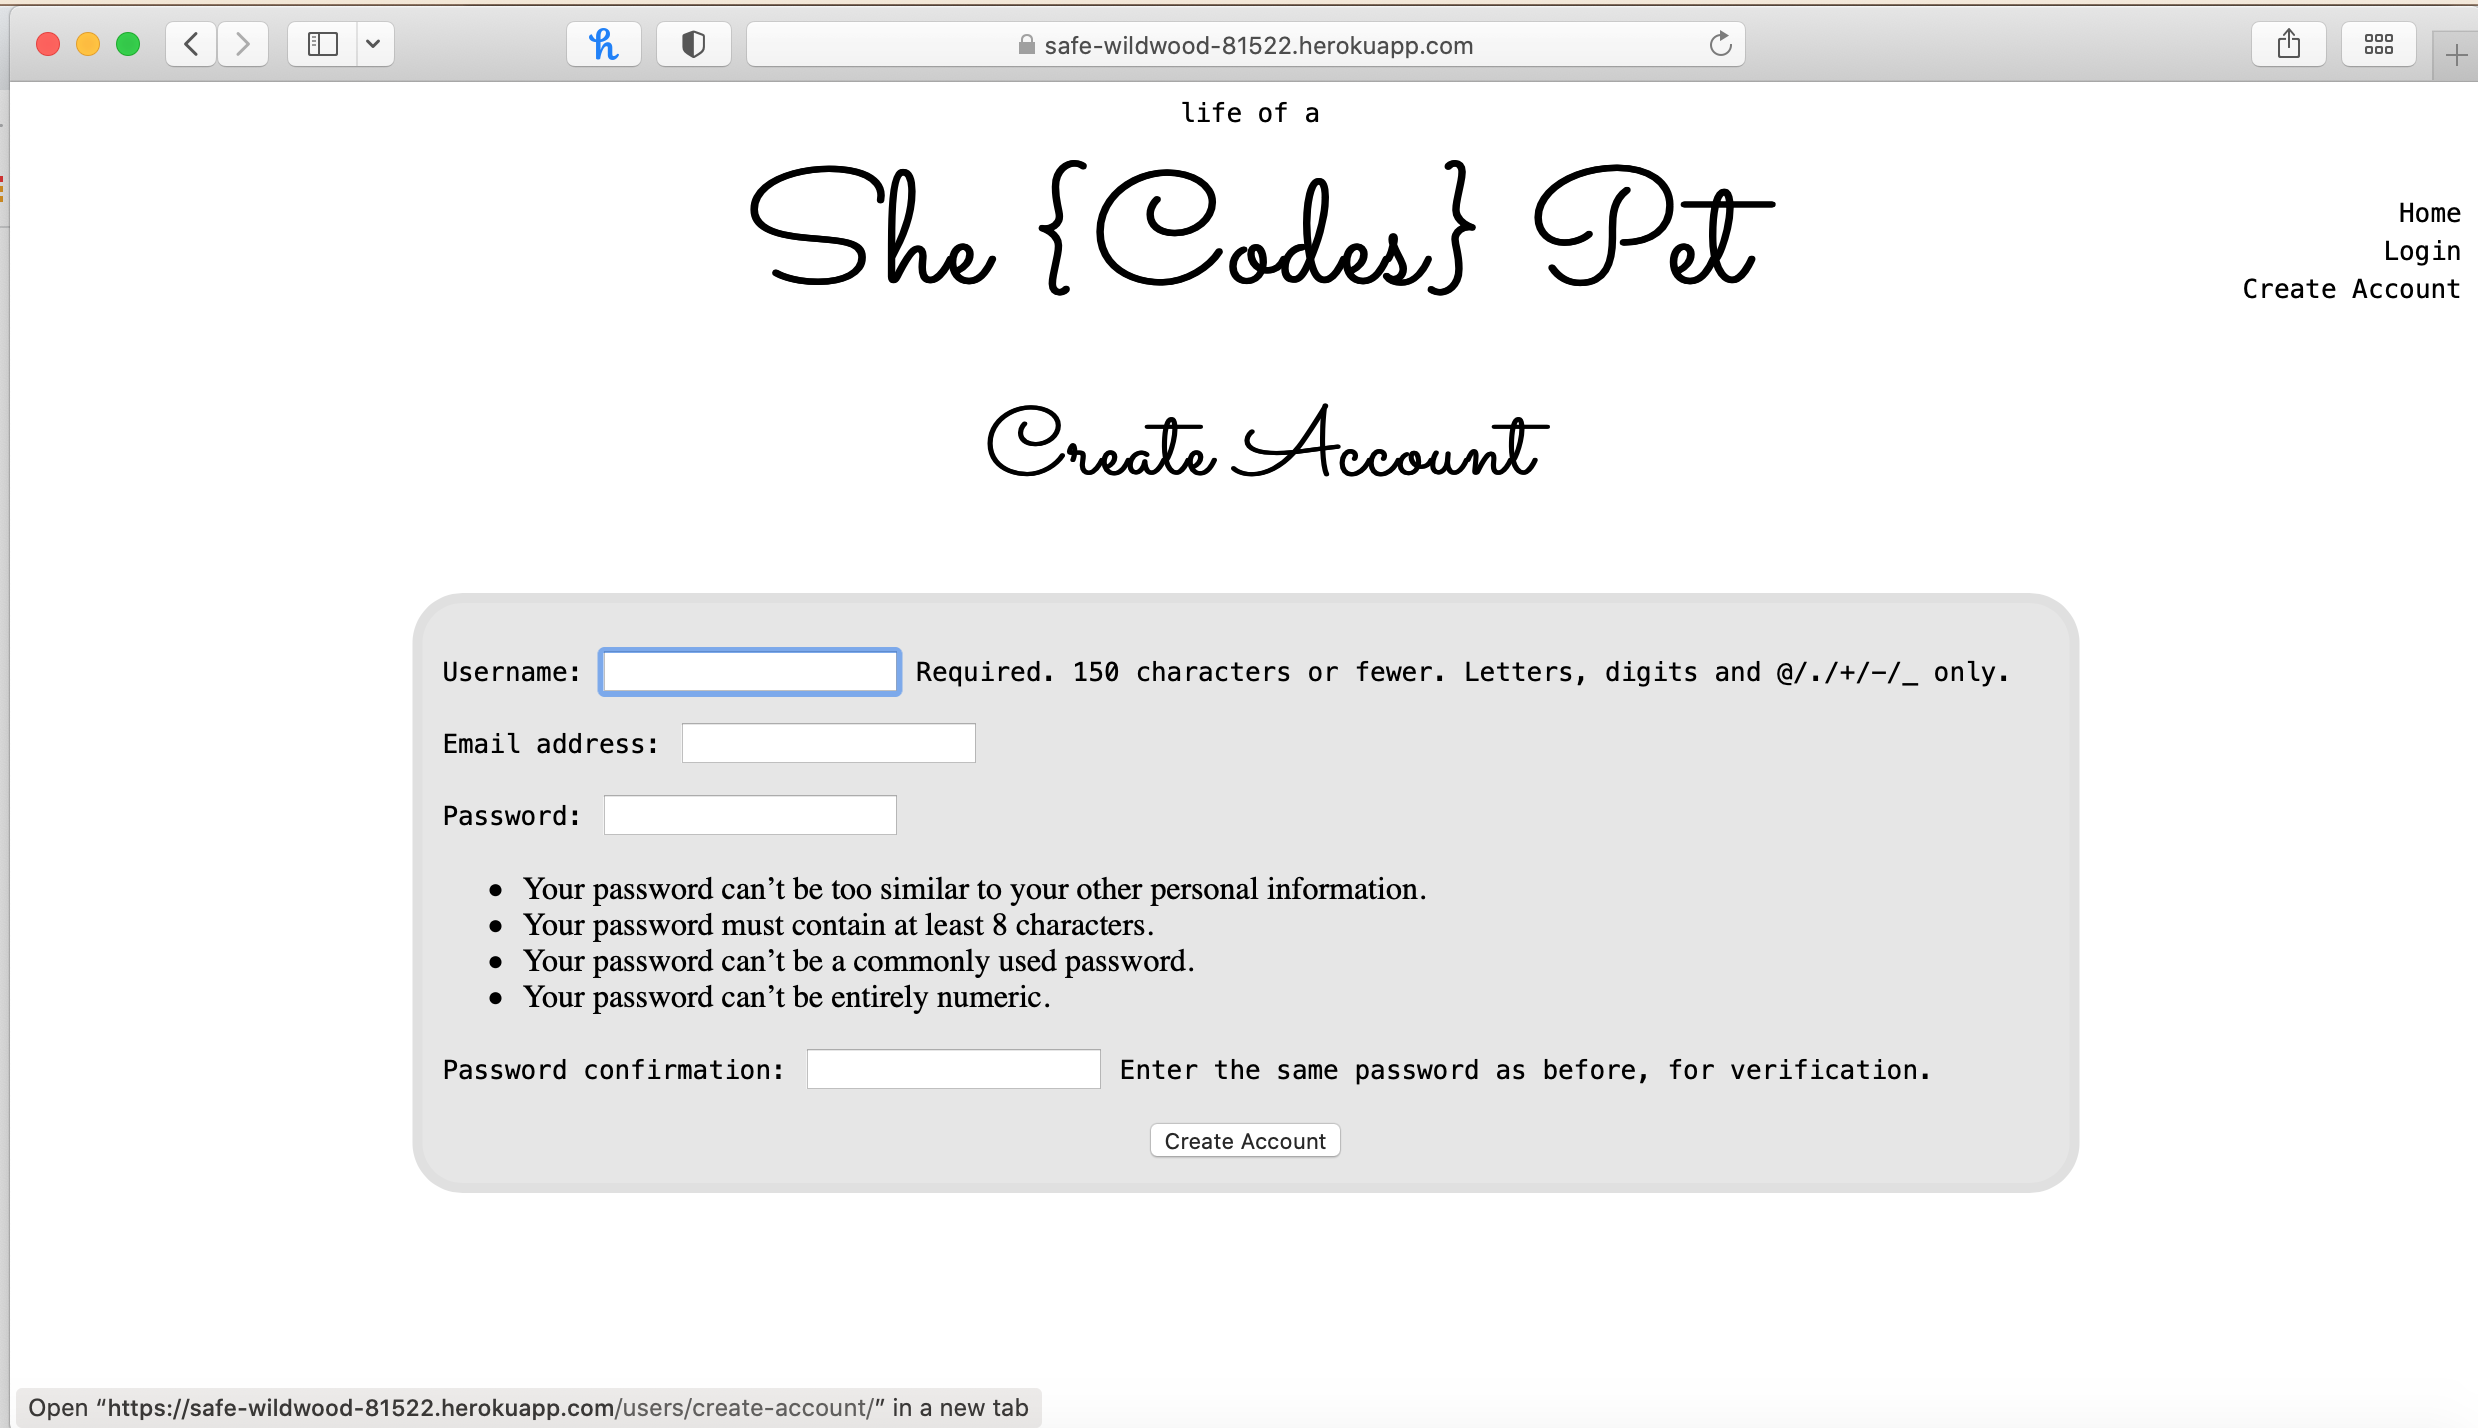 safe-wildwood-81522.herokuapp.com
life of a
She {Codes} Pet
Home
Login
Create Account
Create Account
Username: Required. 150 characters or fewer. Letters, digits and @/./+/-/_ only.
Email address:
Password:
• Your password can’t be too similar to your other personal information.
• Your password must contain at least 8 characters.
• Your password can’t be a commonly used password.
• Your password can’t be entirely numeric.
Password confirmation: Enter the same password as before, for verification.
Create Account
Open “https://safe-wildwood-81522.herokuapp.com/users/create-account/” in a new tab